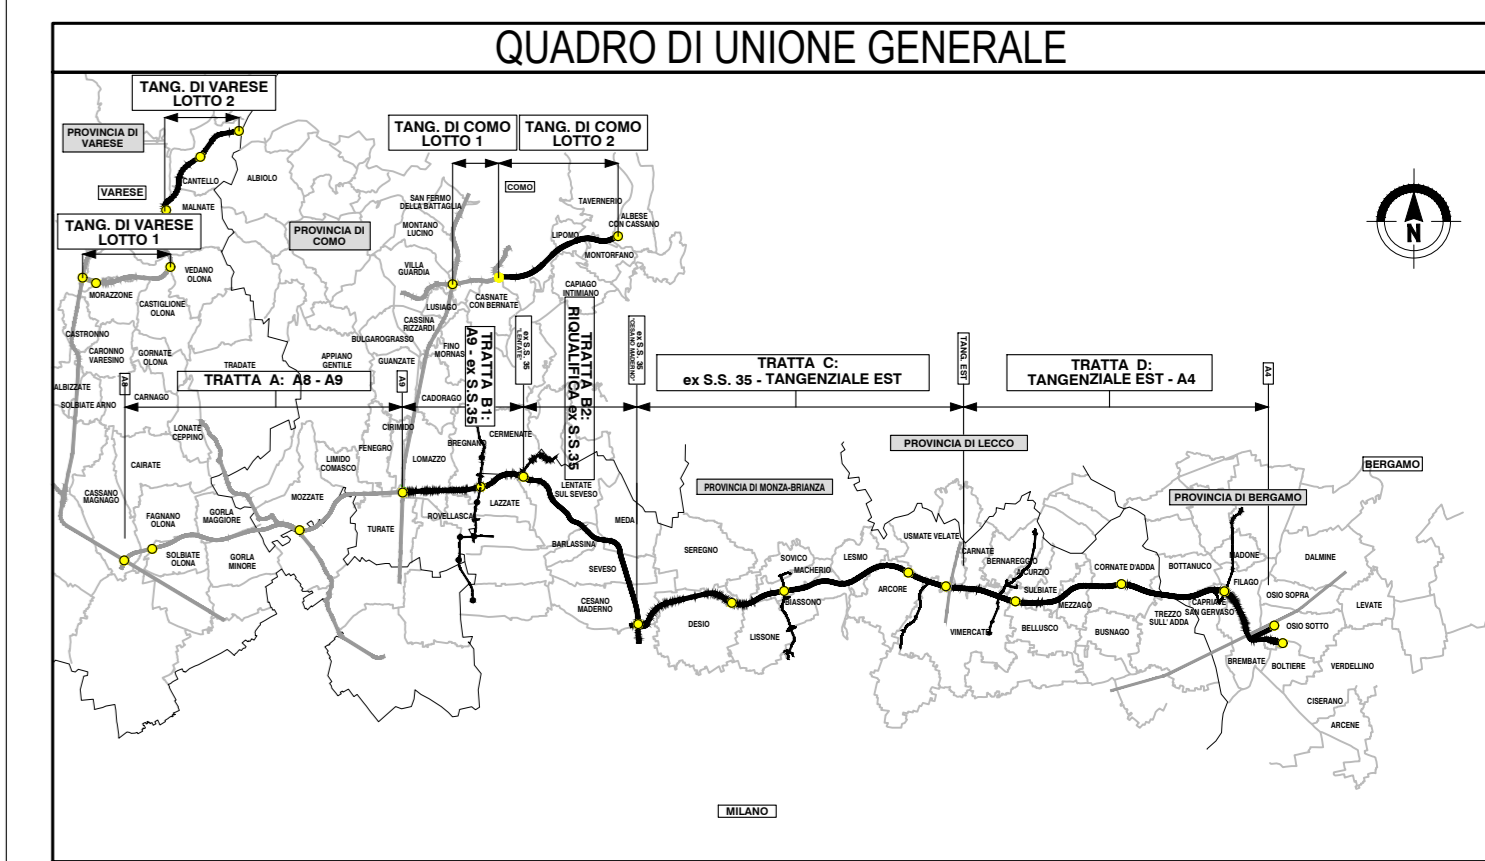 QUADRO DI UNIONE GENERALE
TANG. DI VARESE
LOTTO 2
PROVINCIA DI
VARESE
CANTELLO
ALBIOLO
VARESE
MALNATE
TANG. DI VARESE
LOTTO 1
PROVINCIA DI
COMO
TANG. DI COMO
LOTTO 1
TANG. DI COMO
LOTTO 2
COMO
SAN FERMO
DELLA BATTAGLIA
TAVERNERIO
ALBESE
CON CASSANO
MONTANO
LUCINO
LIPOMO
MONTORFANO
N
VILLA
GUARDIA
VEDANO
OLONA
MORAZZONE
CASTIGLIONE
OLONA
LUSIAGO
CASNATE
CON BERNATE
CAPIAGO
INTIMIANO
CASSINA
RIZZARDI
BULGAROGRASSO
CASTRONNO
CARONNO
VARESINO
GORNATE
OLONA
TRADATE
APPIANO
GENTILE
GUANZATE
FINO
MORNAS
TRATTA B1:
A9 - ex S.S.35
ex S.S. 35
"LENTATE"
TRATTA B2:
RIQUALIFICA ex S.S.35
ex S.S. 35
"CESANO MADERNO"
TRATTA C:
ex S.S. 35 - TANGENZIALE EST
TANG. EST
TRATTA D:
TANGENZIALE EST - A4
A4
ALBIZZATE
SOLBIATE ARNO
A8
CARNAGO
TRATTA A: A8 - A9
A9
CADORAGO
LONATE
CEPPINO
CIRIMIDO
FENEGRO
LOMAZZO
BREGNANO
CERMENATE
PROVINCIA DI LECCO
BERGAMO
CAIRATE
LIMIDO
COMASCO
CASSANO
MAGNAGO
MOZZATE
LENTATE
SUL SEVESO
PROVINCIA DI MONZA-BRIANZA
PROVINCIA DI BERGAMO
FAGNANO
OLONA
GORLA
MAGGIORE
TURATE
ROVELLASCA
LAZZATE
MEDA
SOLBIATE
OLONA
GORLA
MINORE
BARLASSINA
SEVESO
CESANO
MADERNO
SEREGNO
DESIO
LISSONE
SOVICO
MACHERIO
BIASSONO
LESMO
ARCORE
USMATE VELATE
CARNATE
BERNAREGGIO
AICURZIO
SULBIATE
MEZZAGO
VIMERCATE
BELLUSCO
CORNATE D'ADDA
BUSNAGO
BOTTANUCO
TREZZO
SULL' ADDA
CAPRIATE
SAN GERVASO
MADONE
FILAGO
DALMINE
OSIO SOPRA
LEVATE
OSIO SOTTO
BREMBATE
BOLTIERE
VERDELLINO
CISERANO
ARCENE
MILANO